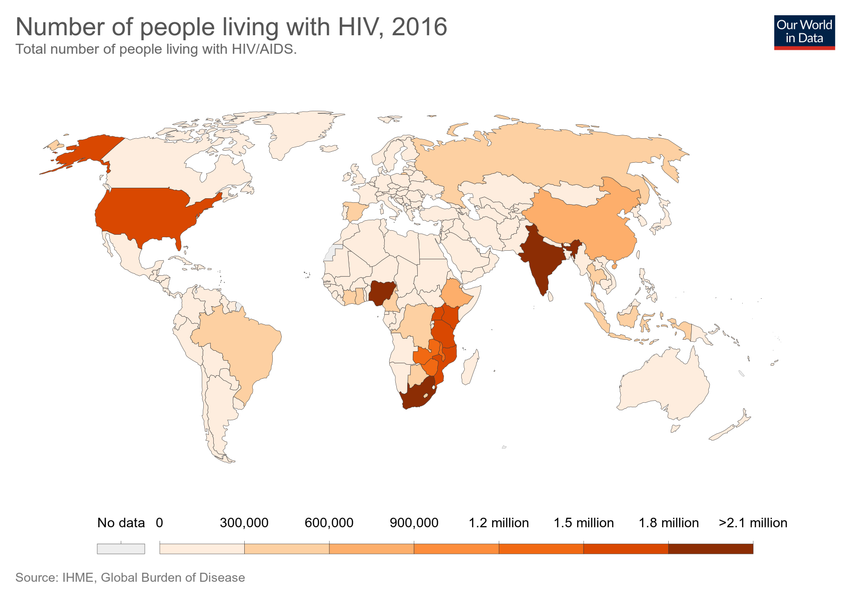 Number of people living with HIV, 2016
Total number of people living with HIV/AIDS.
Our World
in Data
No data 0 300,000 600,000 900,000 1.2 million 1.5 million 1.8 million >2.1 million
Source: IHME, Global Burden of Disease